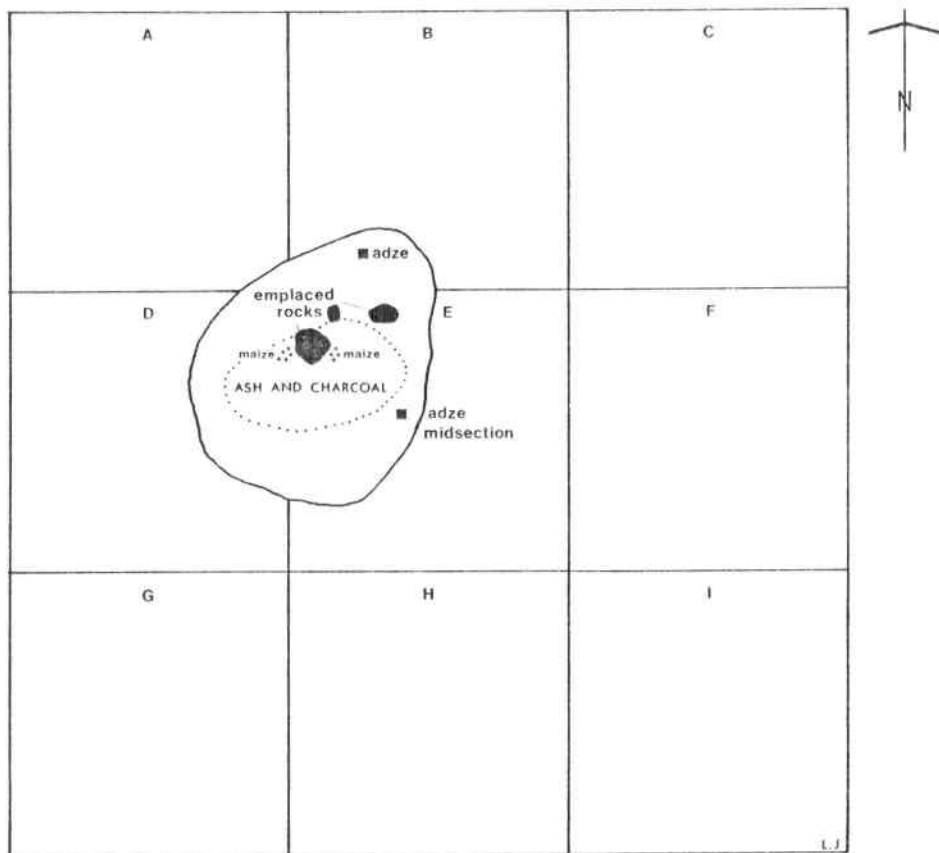 A
B
C
N
adze
emplaced
rocks
D
E
F
maize
maize
ASH AND CHARCOAL
adze
midsection
G
H
I
L.J